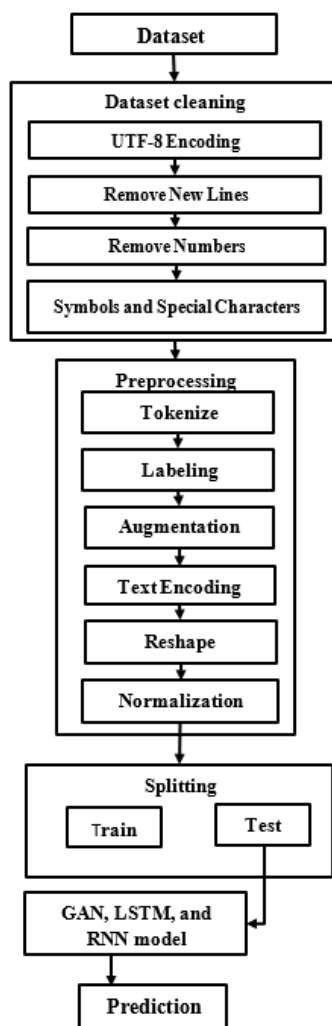 Dataset
Dataset cleaning
UTF-8 Encoding
Remove New Lines
Remove Numbers
Symbols and Special Characters
Preprocessing
Tokenize
Labeling
Augmentation
Text Encoding
Reshape
Normalization
Splitting
Train
Test
GAN, LSTM, and
RNN model
Prediction